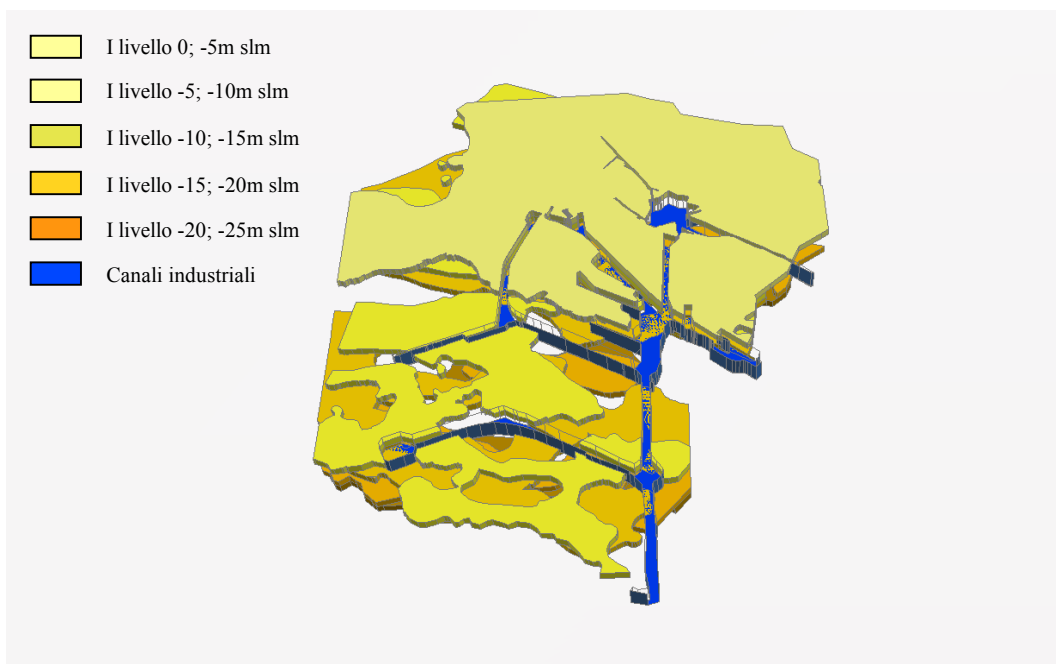 I livello 0; -5m slm
I livello -5; -10m slm
I livello -10; -15m slm
I livello -15; -20m slm
I livello -20; -25m slm
Canali industriali